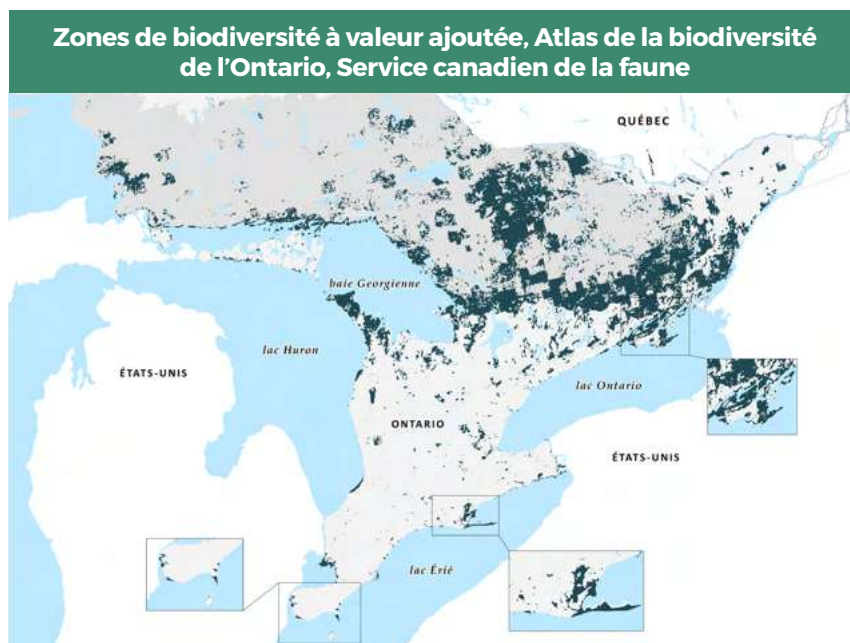 Zones de biodiversité à valeur ajoutée, Atlas de la biodiversité
de l'Ontario, Service canadien de la faune
QUÉBEC
baie Georgienne
lac Huron
ÉTATS-UNIS
lac Ontario
ONTARIO
ÉTATS-UNIS
lac Érié